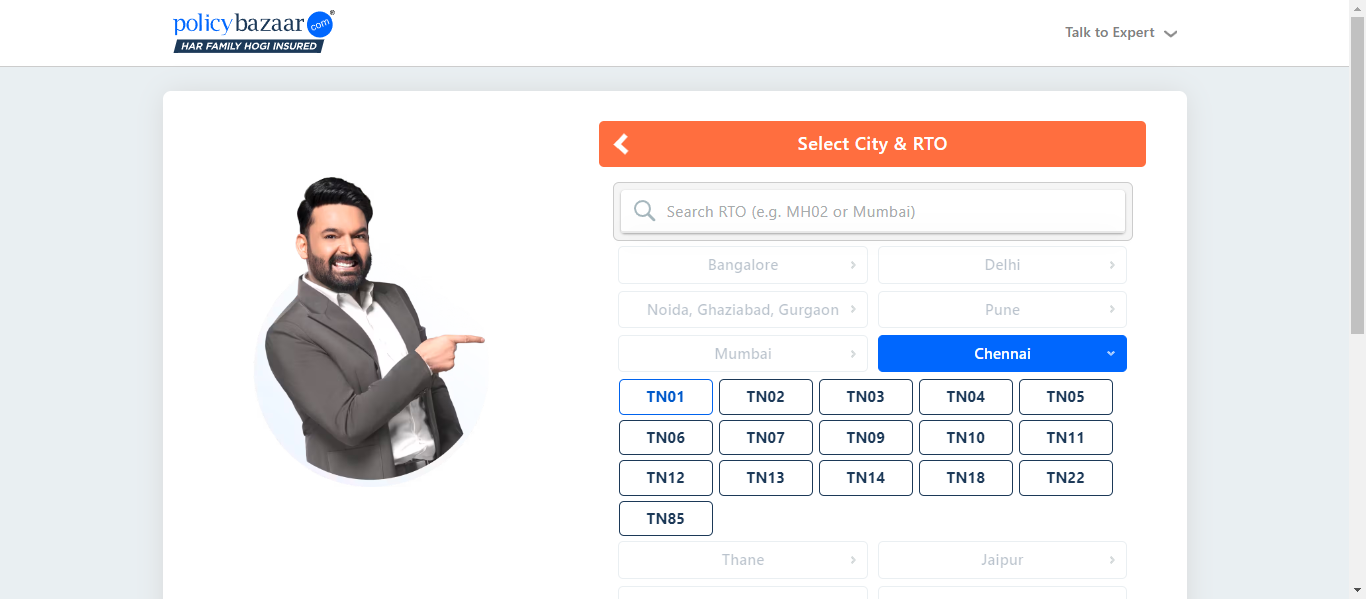 policybazaar.com®
HAR FAMILY HOGI INSURED
Talk to Expert
Select City & RTO
Search RTO (e.g. MH02 or Mumbai)
Bangalore
Delhi
Noida, Ghaziabad, Gurgaon
Pune
Mumbai
Chennai
TN01 TN02 TN03 TN04 TN05
TN06 TN07 TN09 TN10 TN11
TN12 TN13 TN14 TN18 TN22
TN85
Thane
Jaipur